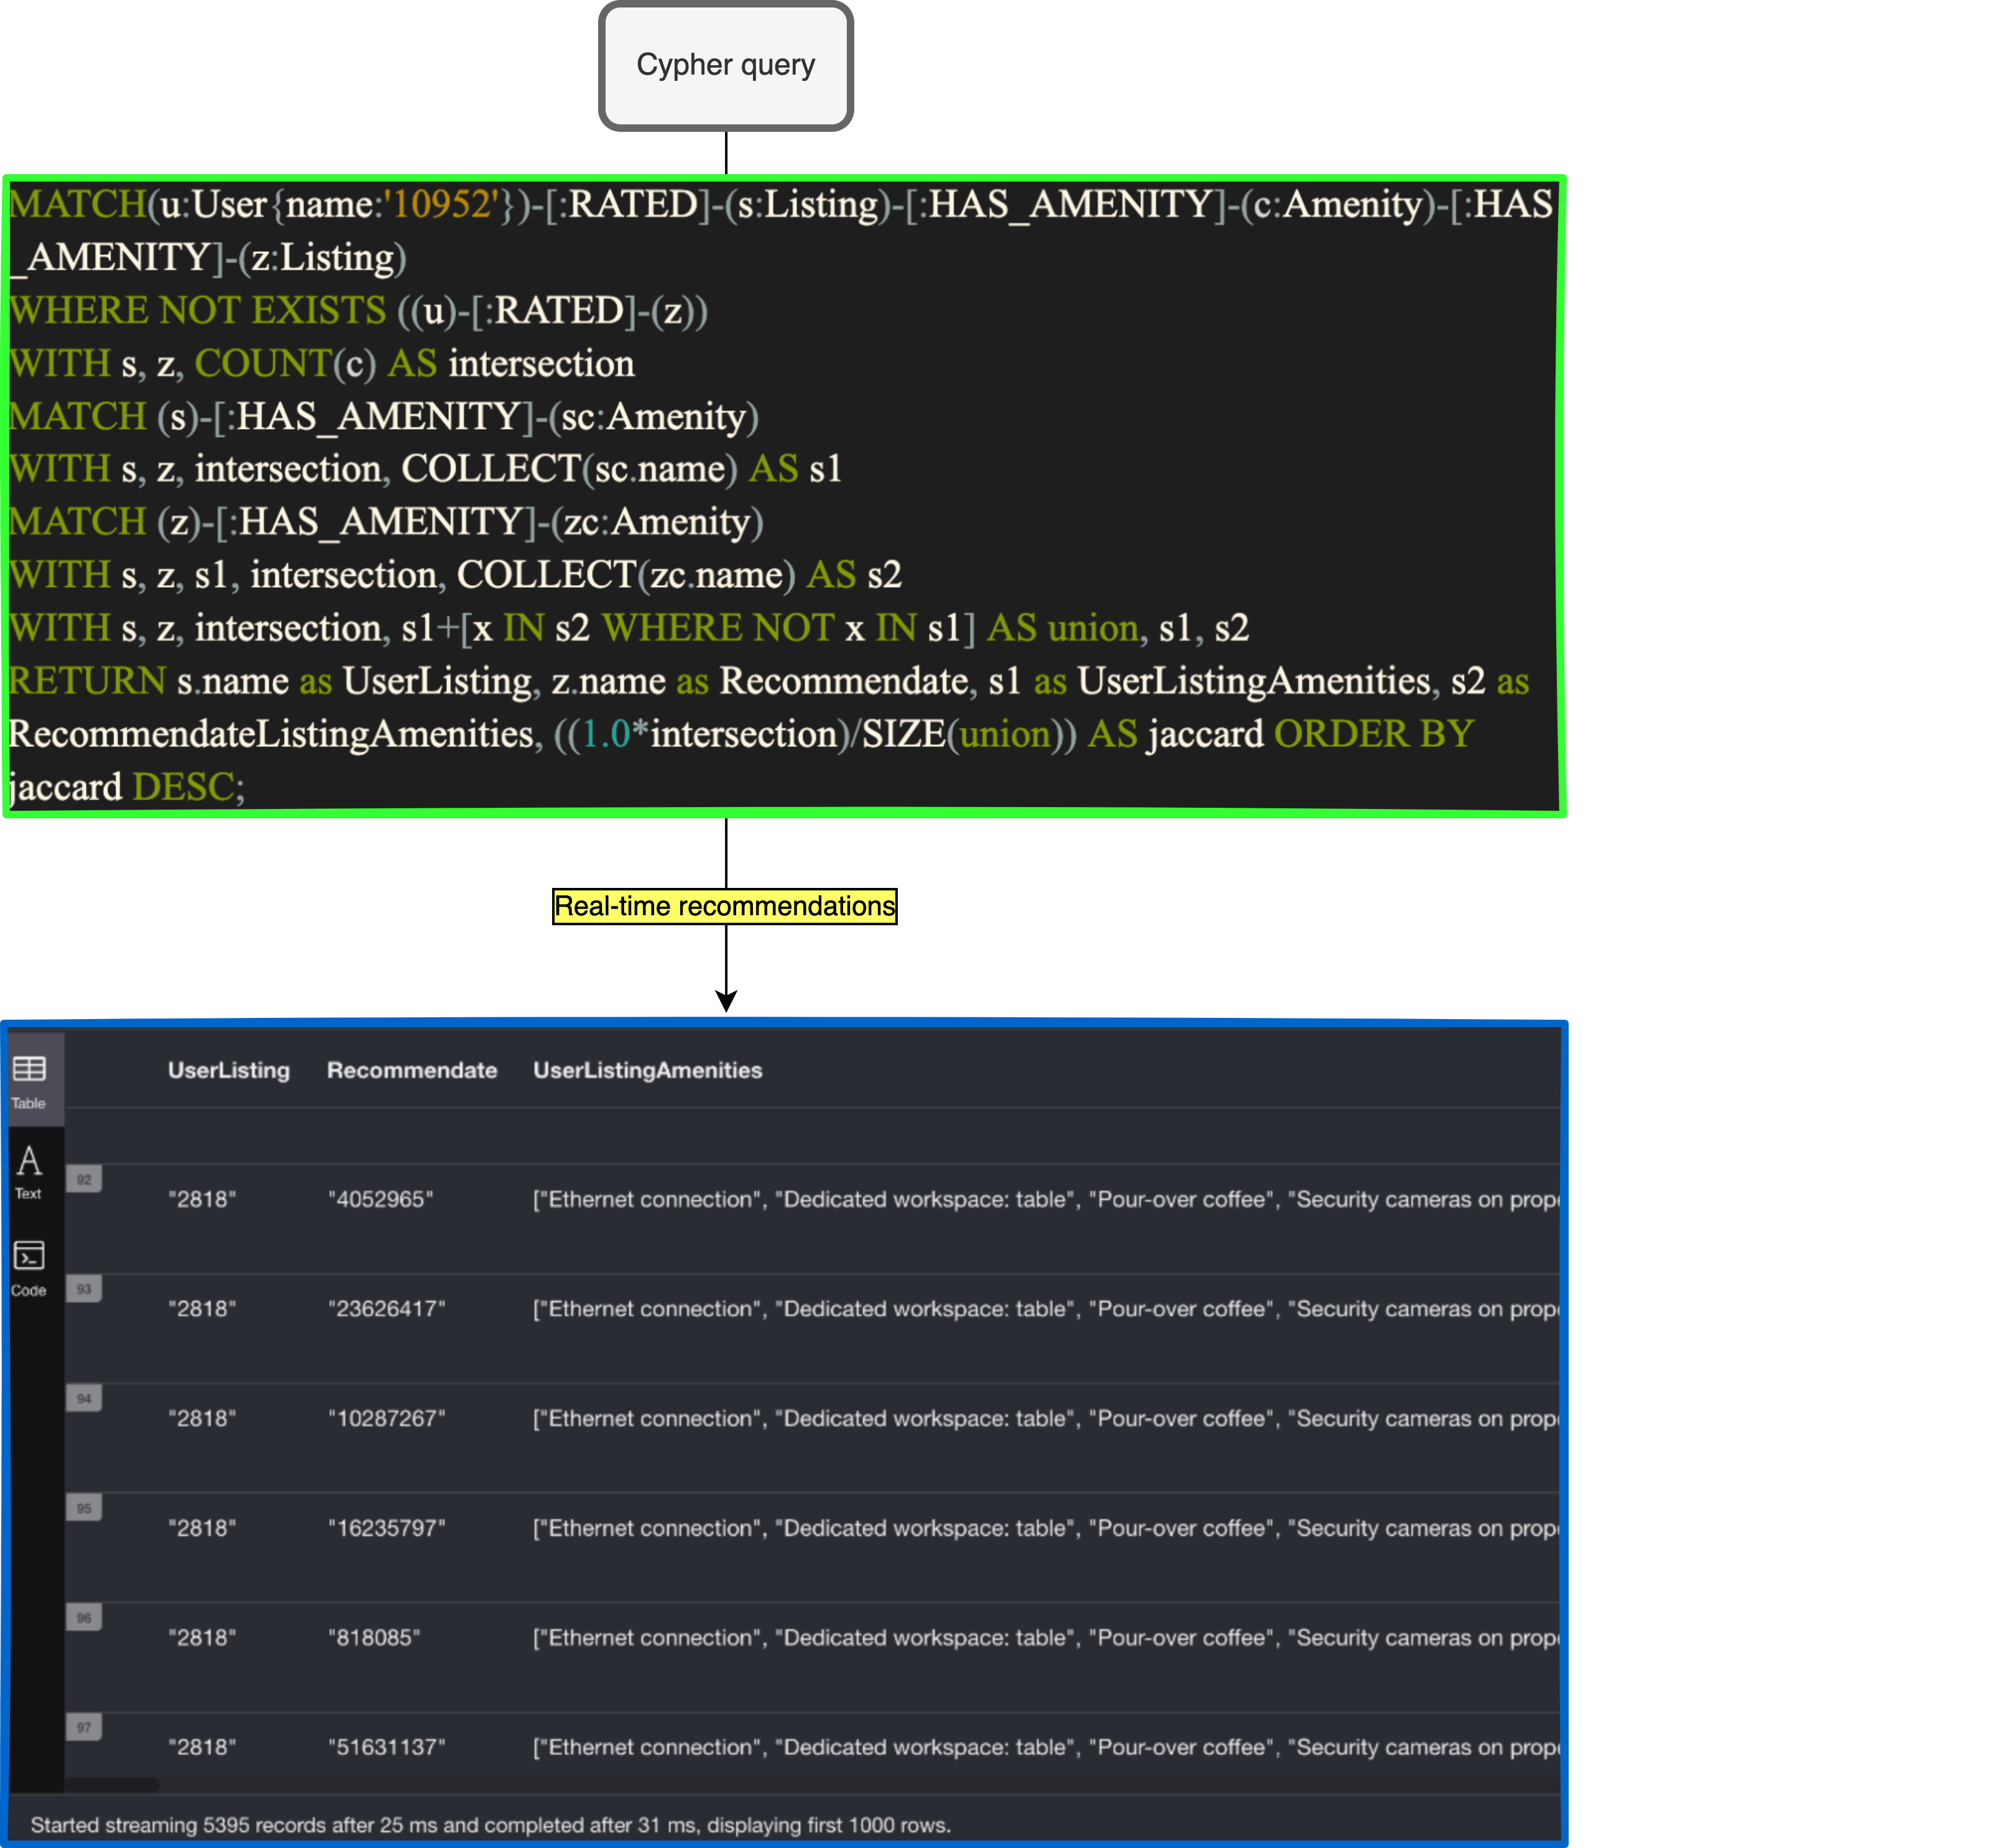 Cypher query
MATCH(u:User{name:'10952'})-[:RATED]-(s:Listing)-[:HAS_AMENITY]-(c:Amenity)-[:HAS
_AMENITY]-(z:Listing)
WHERE NOT EXISTS ((u)-[:RATED]-(z))
WITH s, z, COUNT(c) AS intersection
MATCH (s)-[:HAS_AMENITY]-(sc:Amenity)
WITH s, z, intersection, COLLECT(sc.name) AS s1
MATCH (z)-[:HAS_AMENITY]-(zc:Amenity)
WITH s, z, s1, intersection, COLLECT(zc.name) AS s2
WITH s, z, intersection, s1+[x IN s2 WHERE NOT x IN s1] AS union, s1, s2
RETURN s.name as UserListing, z.name as Recommendate, s1 as UserListingAmenities, s2 as
RecommendateListingAmenities, ((1.0*intersection)/SIZE(union)) AS jaccard ORDER BY
jaccard DESC;
Real-time recommendations
UserListing Recommendate UserListingAmenities
Table
92
"2818" "4052965" ["Ethernet connection", "Dedicated workspace: table", "Pour-over coffee", "Security cameras on prope
Text
93
"2818" "23626417" ["Ethernet connection", "Dedicated workspace: table", "Pour-over coffee", "Security cameras on prope
Code
94
"2818" "10287267" ["Ethernet connection", "Dedicated workspace: table", "Pour-over coffee", "Security cameras on prope
95
"2818" "16235797" ["Ethernet connection", "Dedicated workspace: table", "Pour-over coffee", "Security cameras on prope
96
"2818" "818085" ["Ethernet connection", "Dedicated workspace: table", "Pour-over coffee", "Security cameras on prope
97
"2818" "51631137" ["Ethernet connection", "Dedicated workspace: table", "Pour-over coffee", "Security cameras on prope
Started streaming 5395 records after 25 ms and completed after 31 ms, displaying first 1000 rows.